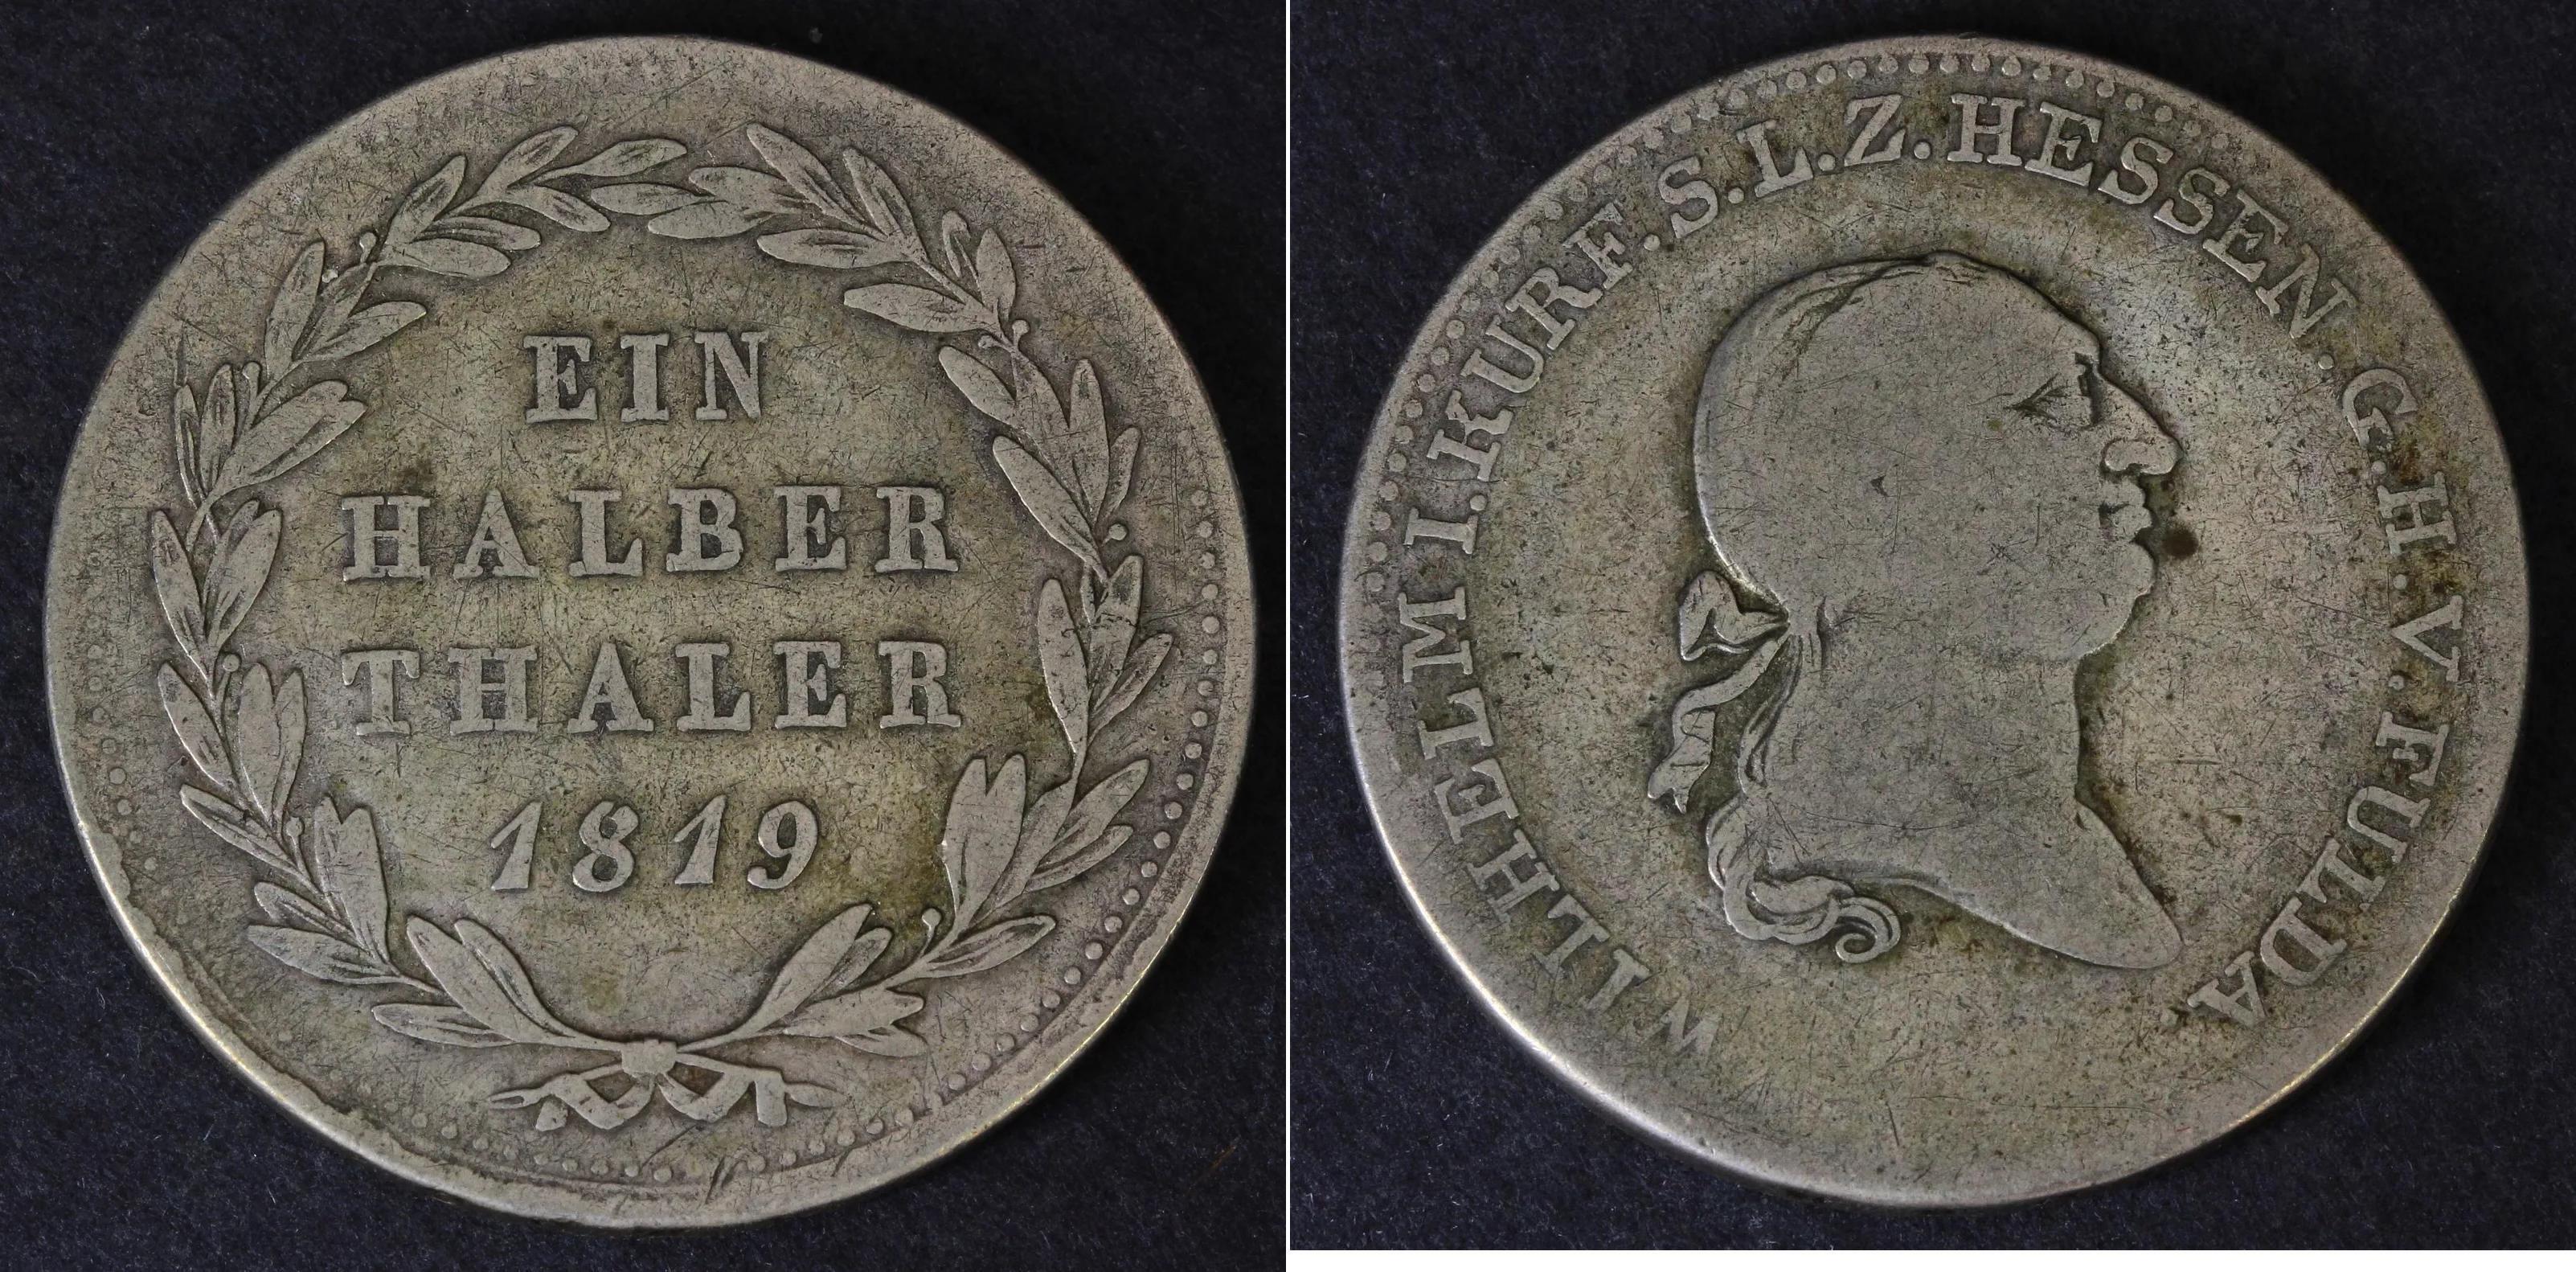 EIN
HALBER
THALER
1819
WILHELM I. KURF. S. L. Z. HESSEN. G. H. V. FULDA.